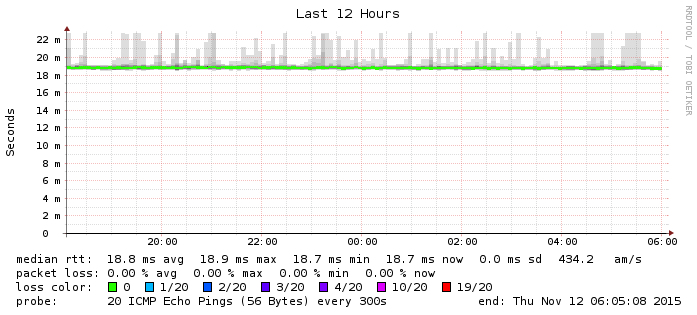 Last 12 Hours
RRDTOOL / TOBI OETIKER
Seconds
22 m
20 m
18 m
16 m
14 m
12 m
10 m
8 m
6 m
4 m
2 m
0
20:00 22:00 00:00 02:00 04:00 06:00
median rtt: 18.8 ms avg 18.9 ms max 18.7 ms min 18.7 ms now 0.0 ms sd 434.2 am/s
packet loss: 0.00 % avg 0.00 % max 0.00 % min 0.00 % now
loss color: 0 1/20 2/20 3/20 4/20 10/20 19/20
probe: 20 ICMP Echo Pings (56 Bytes) every 300s end: Thu Nov 12 06:05:08 2015